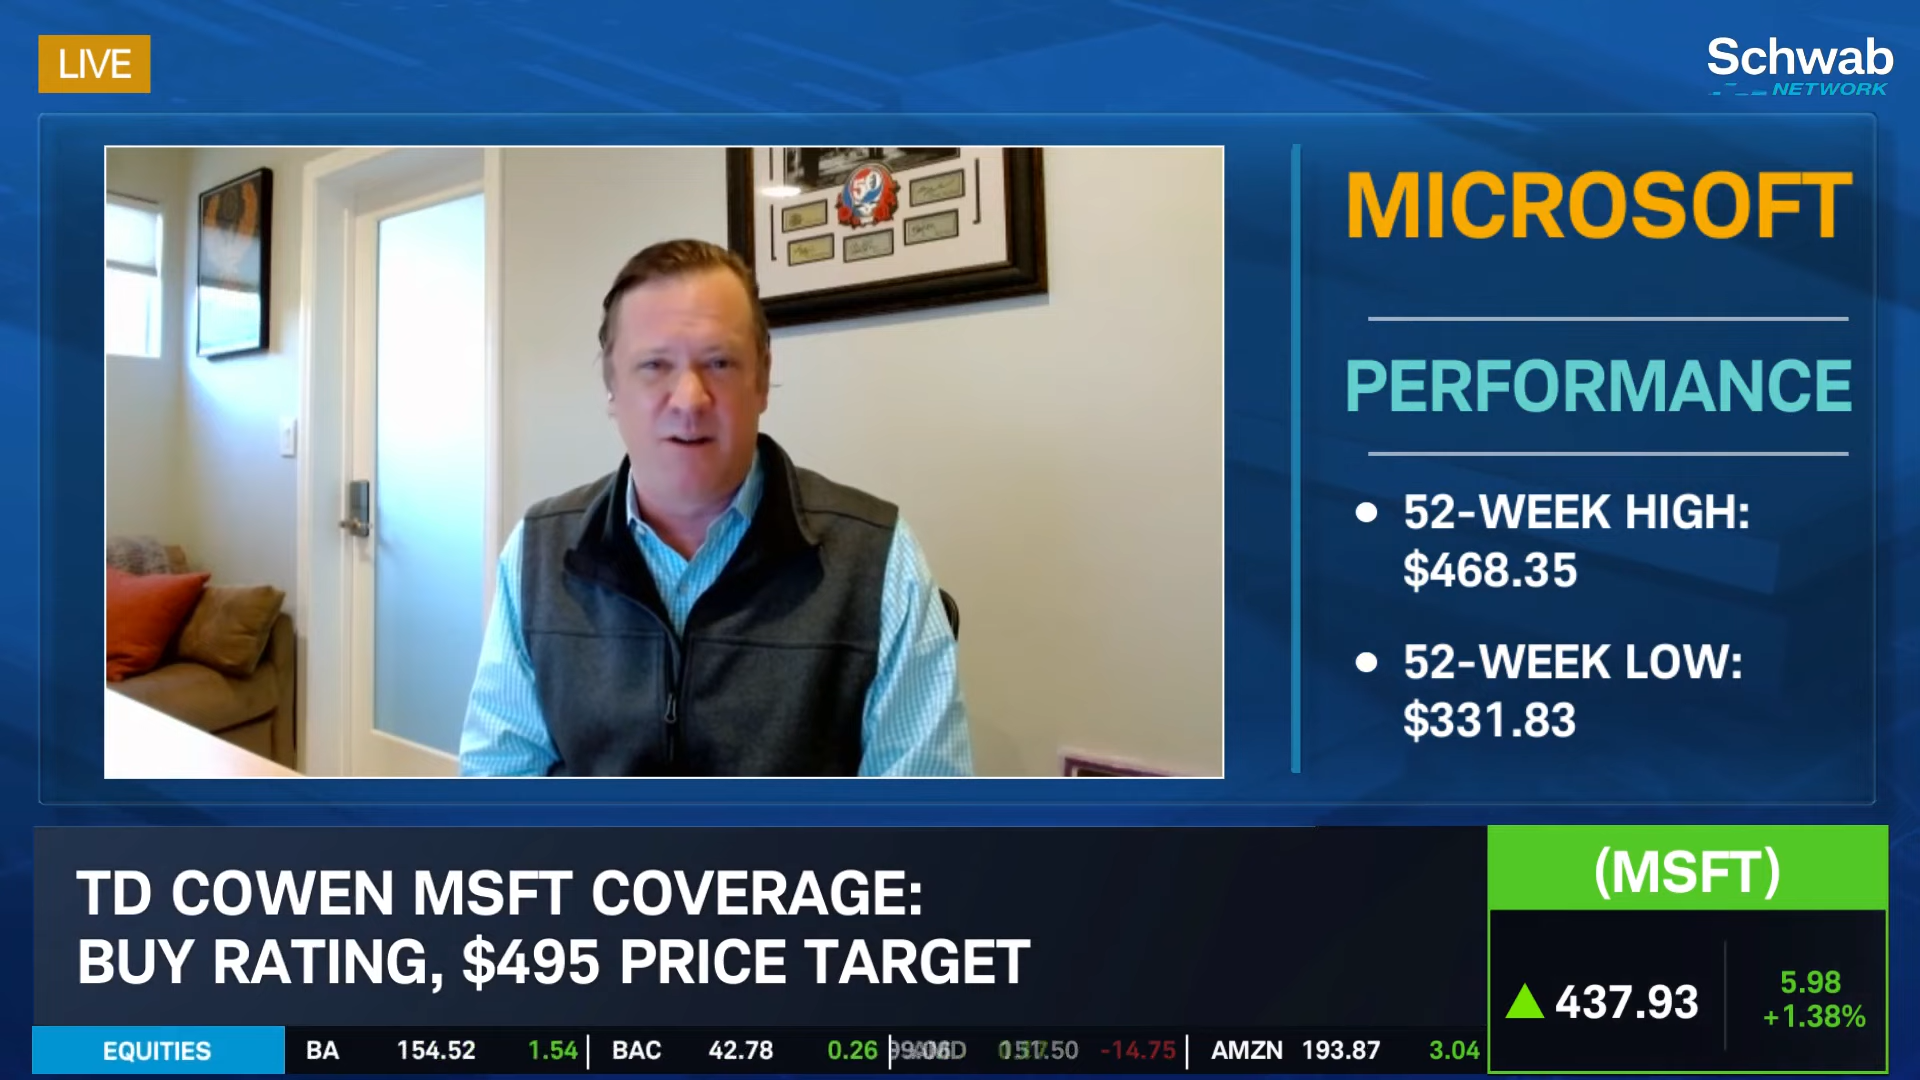 LIVE
Schwab
NETWORK
50
MICROSOFT
PERFORMANCE
52-WEEK HIGH:
$468.35
52-WEEK LOW:
$331.83
TD COWEN MSFT COVERAGE:
BUY RATING, $495 PRICE TARGET
(MSFT)
437.93
5.98
+1.38%
EQUITIES BA 154.52 1.54 BAC 42.78 0.26 -14.75 AMZN 193.87 3.04